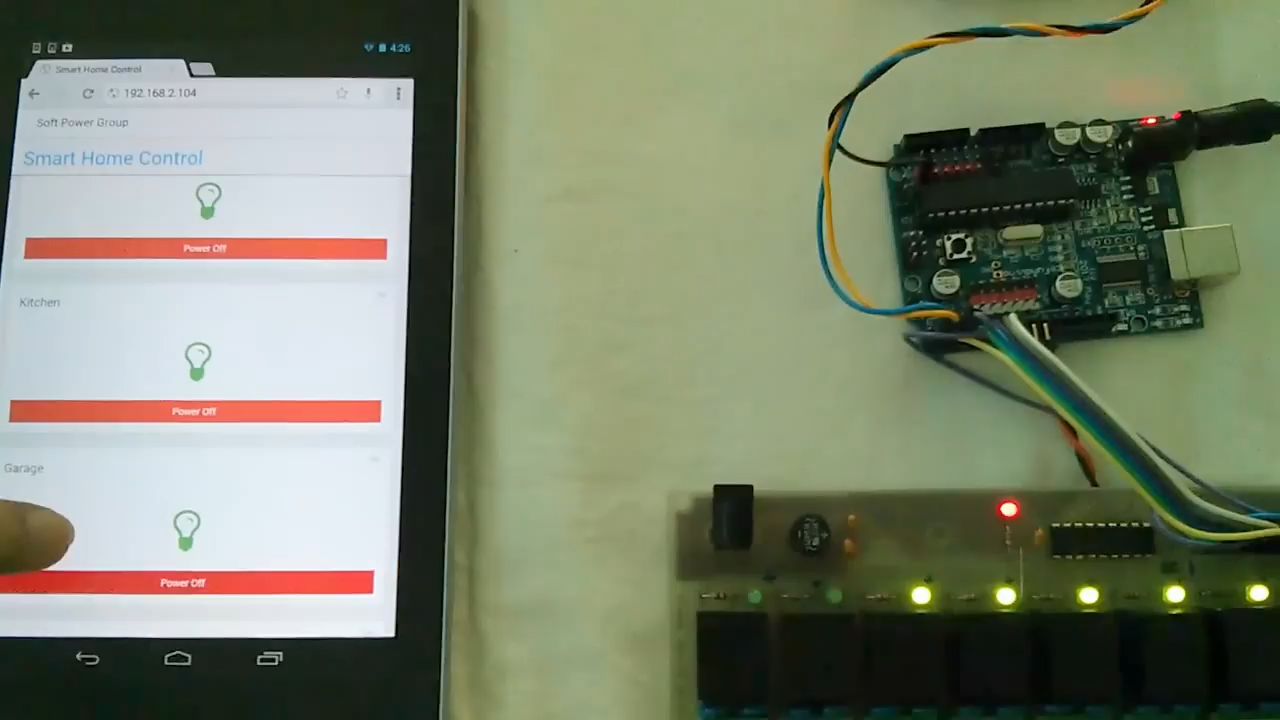 4:26
Smart Home Control
192.168.2.104
Soft Power Group
Smart Home Control
Power Off
Kitchen
Power Off
Garage
Power Off